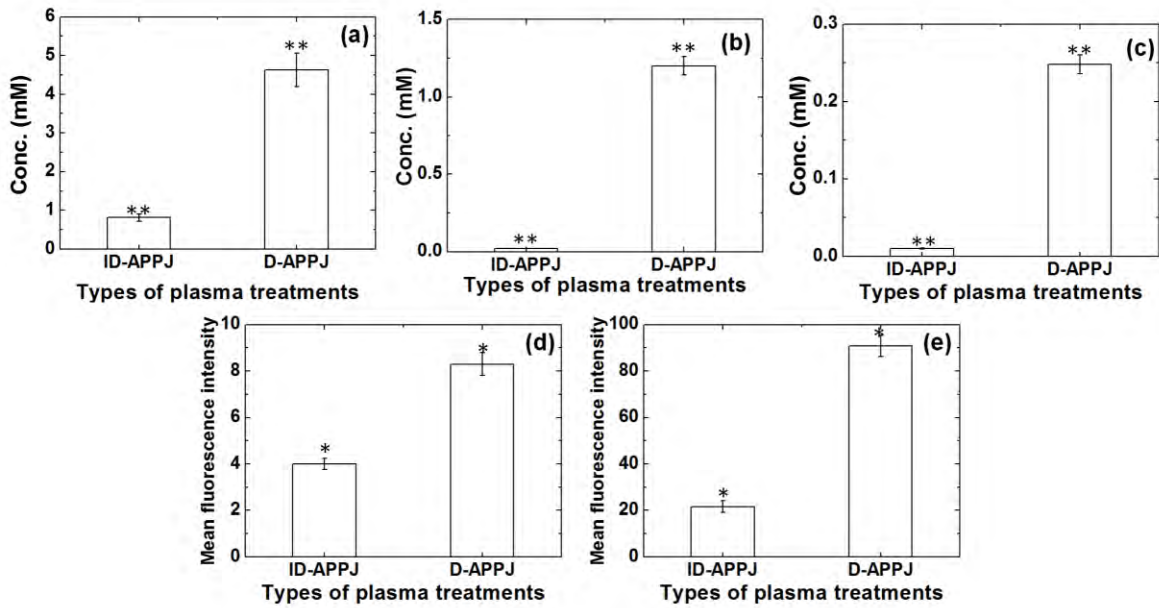 (a)
Conc. (mM)
6
5
4
3
2
1
0
**
**
ID-APPJ
D-APPJ
Types of plasma treatments
(b)
Conc. (mM)
1.5
1.0
0.5
0.0
**
**
ID-APPJ
D-APPJ
Types of plasma treatments
(c)
Conc. (mM)
0.3
0.2
0.1
0.0
**
**
ID-APPJ
D-APPJ
Types of plasma treatments
(d)
Mean fluorescence intensity
10
8
6
4
2
0
*
*
ID-APPJ
D-APPJ
Types of plasma treatments
(e)
Mean fluorescence intensity
100
80
60
40
20
0
*
*
ID-APPJ
D-APPJ
Types of plasma treatments